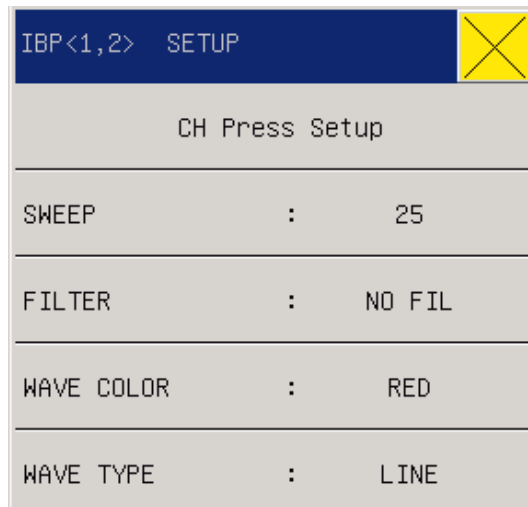 IBP<1,2> SETUP
CH Press Setup
SWEEP : 25
FILTER : NO FIL
WAVE COLOR : RED
WAVE TYPE : LINE